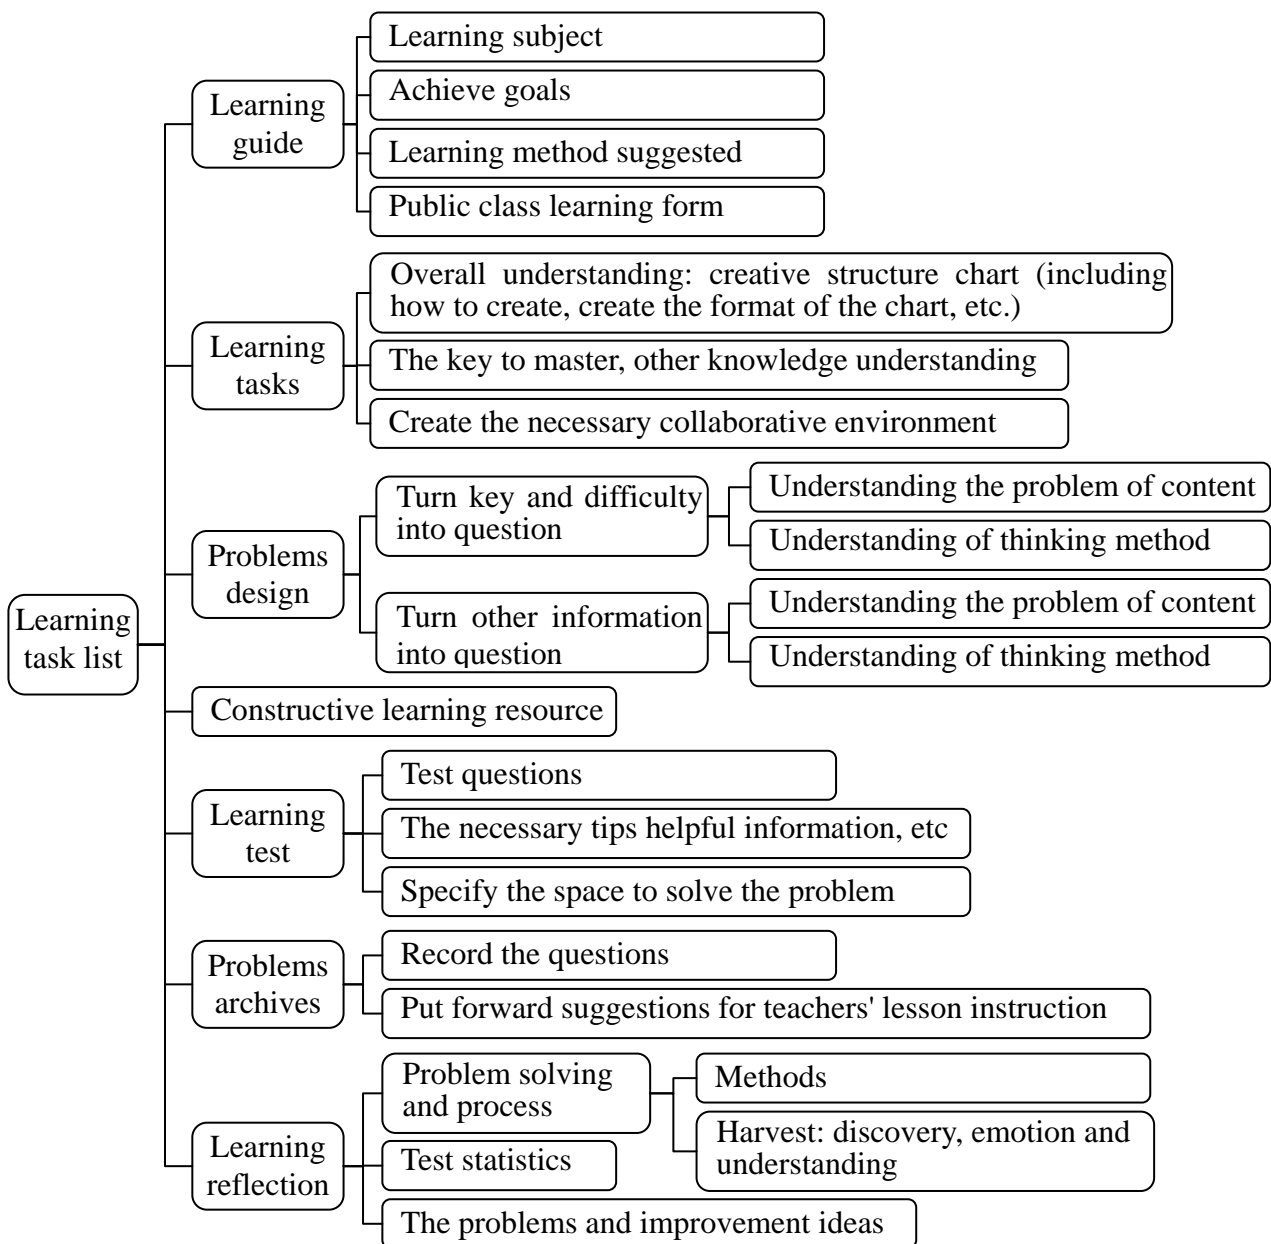 Learning
task list
Learning
guide
Learning subject
Achieve goals
Learning method suggested
Public class learning form
Learning
tasks
Overall understanding: creative structure chart (including
how to create, create the format of the chart, etc.)
The key to master, other knowledge understanding
Create the necessary collaborative environment
Problems
design
Turn key and difficulty
into question
Understanding the problem of content
Understanding of thinking method
Turn other information
into question
Understanding the problem of content
Understanding of thinking method
Constructive learning resource
Learning
test
Test questions
The necessary tips helpful information, etc
Specify the space to solve the problem
Problems
archives
Record the questions
Put forward suggestions for teachers' lesson instruction
Learning
reflection
Problem solving
and process
Methods
Harvest: discovery, emotion and
understanding
Test statistics
The problems and improvement ideas